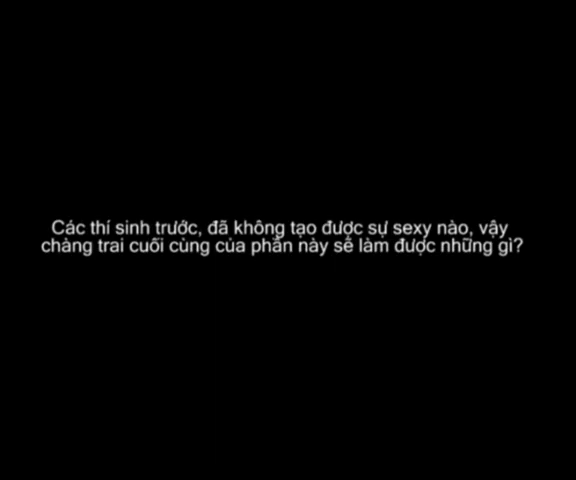 Các thí sinh trước, đã không tạo được sự sexy nào, vậy
chàng trai cuối cùng của phần này sẽ làm được những gì?